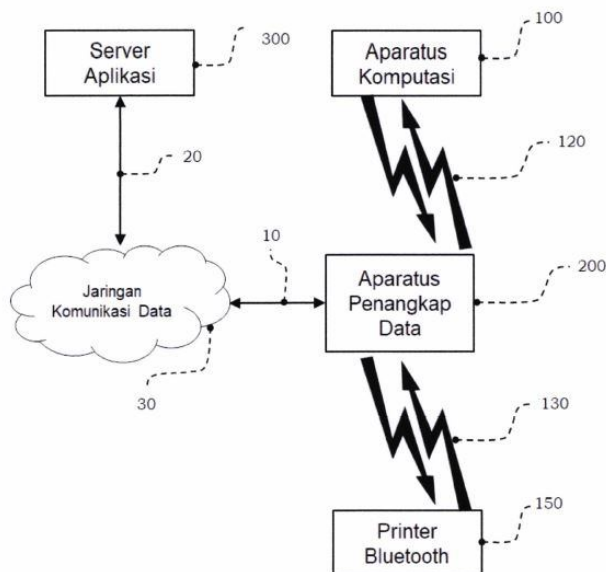 Server
Aplikasi
300
Aparatus
Komputasi
100
20
120
10
Jaringan
Komunikasi Data
Aparatus
Penangkap
Data
200
30
130
150
Printer
Bluetooth